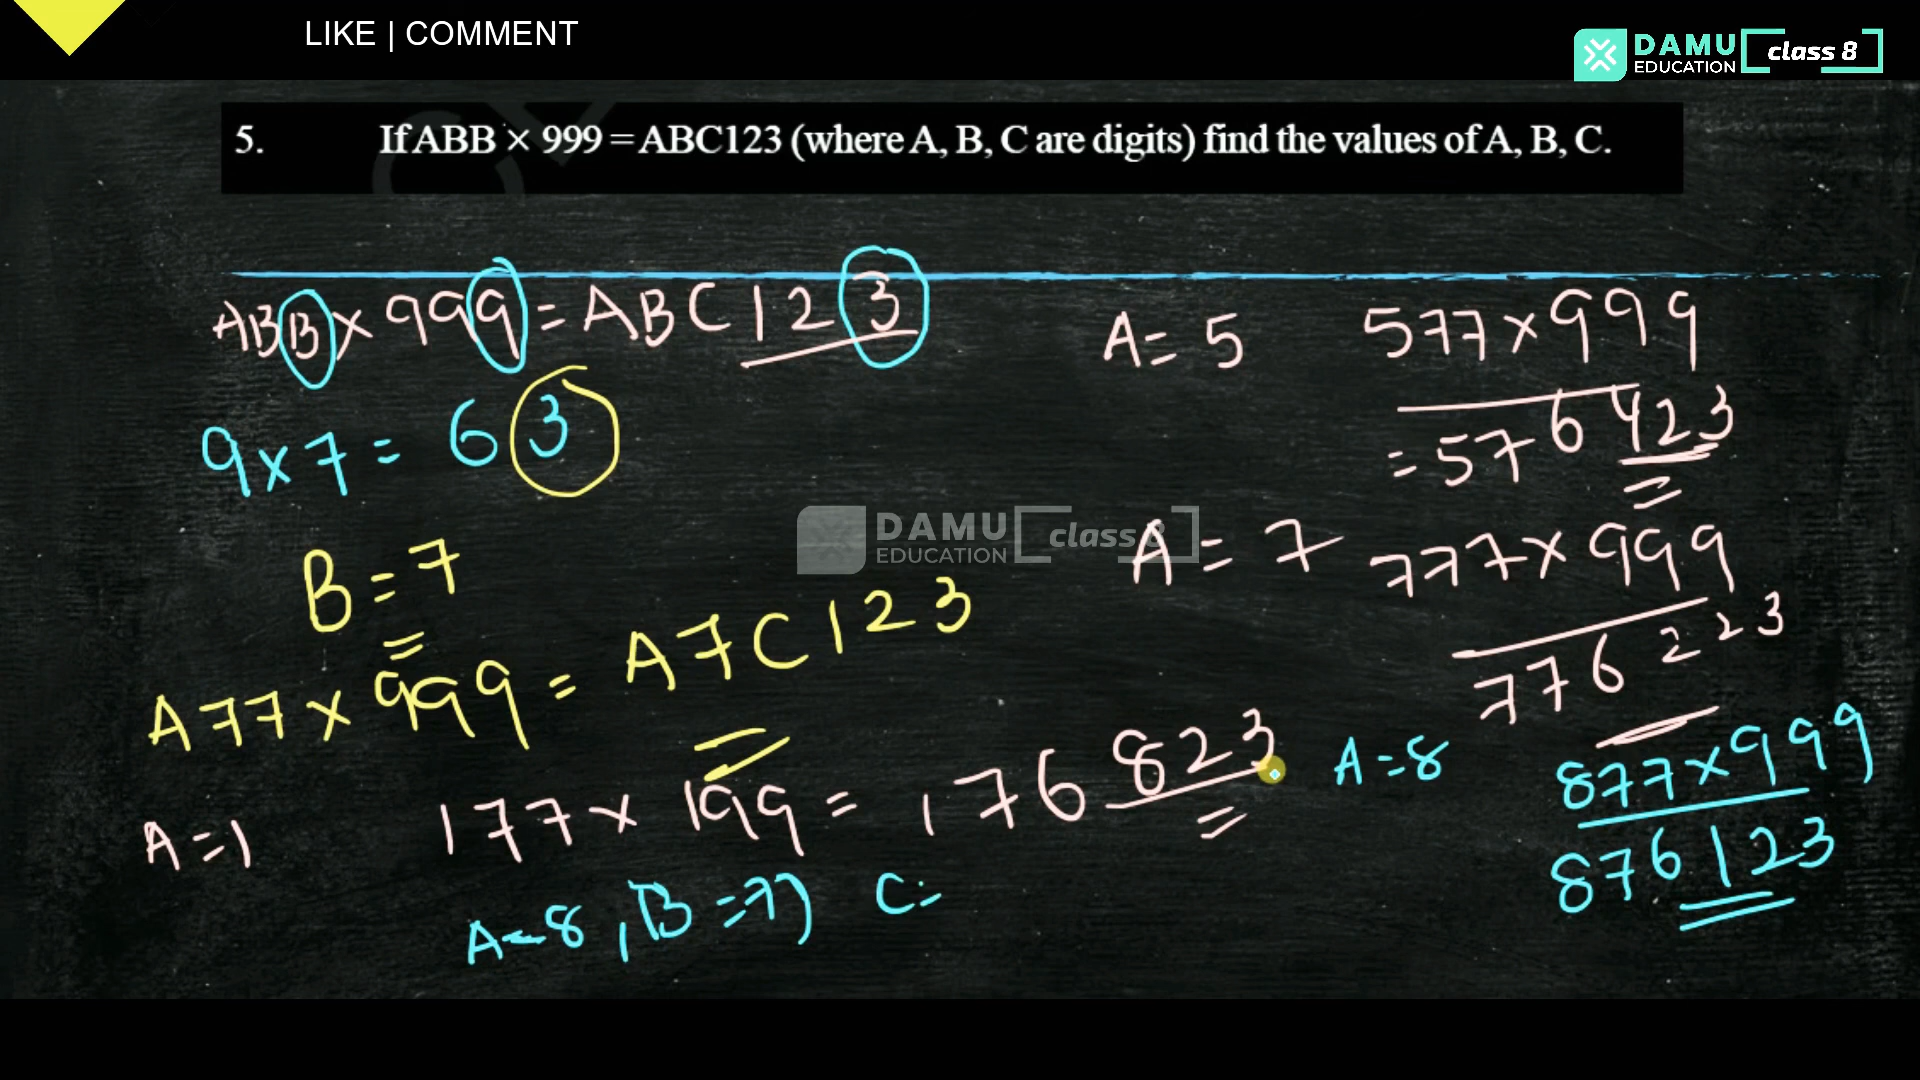 LIKE | COMMENT
DAMU EDUCATION class 8
5. If ABB × 999 = ABC123 (where A, B, C are digits) find the values of A, B, C.
ABB × 999 = ABC123
9 × 7 = 63
B = 7
A77 × 999 = A7C123
A = 1 177 × 199 = 176823
A = 8, B = 7) C =
A = 5 577 × 999
= 576423
DAMU EDUCATION class 8
A = 7 777 × 999
776223
A = 8 877 × 999
876123